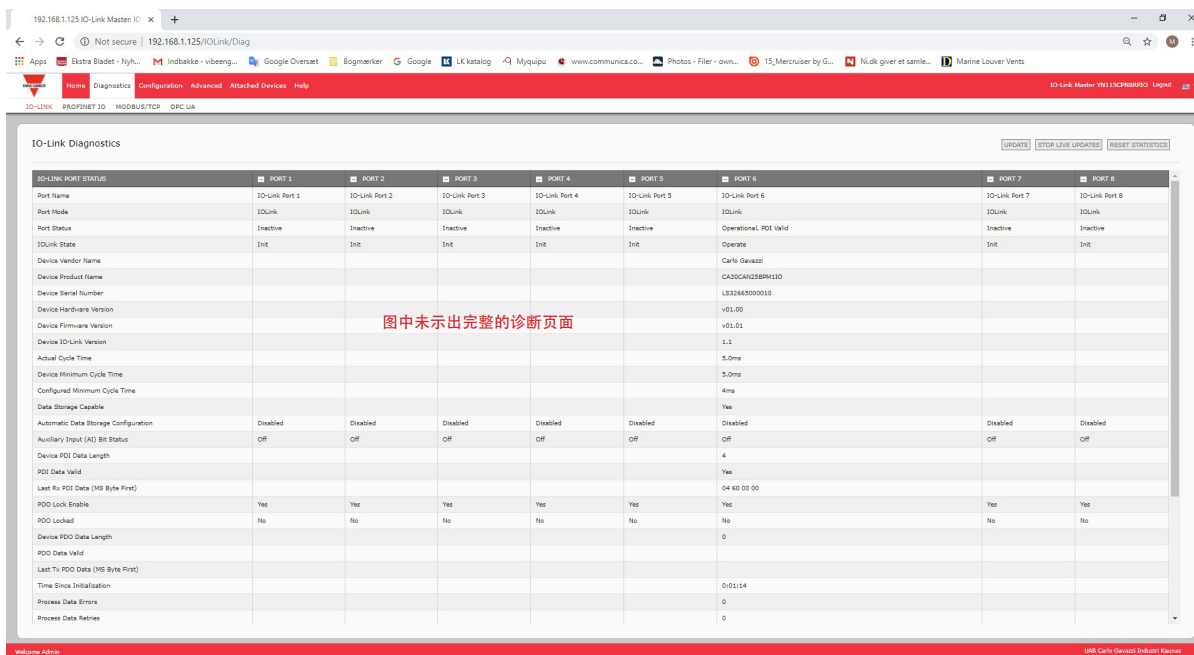 192.168.1.125 IO-Link Master: IO
Not secure | 192.168.1.125/IOLink/Diag
Apps Ekstra Bladet - Nyh... Indbakke - vibeeng... Google Oversæt Bogmærker Google LK katalog Myquipu www.communica.co... Photos - Filer - own... 15_Mercruiser by G... Ni.dk giver et samle... Marine Louver Vents
Home Diagnostics Configuration Advanced Attached Devices Help IO-Link Master YN115CPN8RPIO Logout
IO-LINK PROFINET IO MODBUS/TCP OPC UA
IO-Link Diagnostics UPDATE STOP LIVE UPDATES RESET STATISTICS
IO-LINK PORT STATUS PORT 1 PORT 2 PORT 3 PORT 4 PORT 5 PORT 6 PORT 7 PORT 8
Port Name IO-Link Port 1 IO-Link Port 2 IO-Link Port 3 IO-Link Port 4 IO-Link Port 5 IO-Link Port 6 IO-Link Port 7 IO-Link Port 8
Port Mode IOLink IOLink IOLink IOLink IOLink IOLink IOLink IOLink
Port Status Inactive Inactive Inactive Inactive Inactive Operational, PDI Valid Inactive Inactive
IOLink State Init Init Init Init Init Operate Init Init
Device Vendor Name Carlo Gavazzi
Device Product Name CA30CAN25BPM1IO
Device Serial Number LS32665000010
Device Hardware Version v01.00
Device Firmware Version v01.01
图中未示出完整的诊断页面
Device IO-Link Version 1.1
Actual Cycle Time 5.0ms
Device Minimum Cycle Time 5.0ms
Configured Minimum Cycle Time 4ms
Data Storage Capable Yes
Automatic Data Storage Configuration Disabled Disabled Disabled Disabled Disabled Disabled Disabled Disabled
Auxiliary Input (AI) Bit Status Off Off Off Off Off Off Off Off
Device PDI Data Length 4
PDI Data Valid Yes
Last Rx PDI Data (MS Byte First) 04 60 00 00
PDO Lock Enable Yes Yes Yes Yes Yes Yes Yes Yes
PDO Locked No No No No No No No No
Device PDO Data Length 0
PDO Data Valid
Last Tx PDO Data (MS Byte First)
Time Since Initialization 0:01:14
Process Data Errors 0
Process Data Retries 0
Welcome Admin UAB Carlo Gavazzi Industri Kaunas